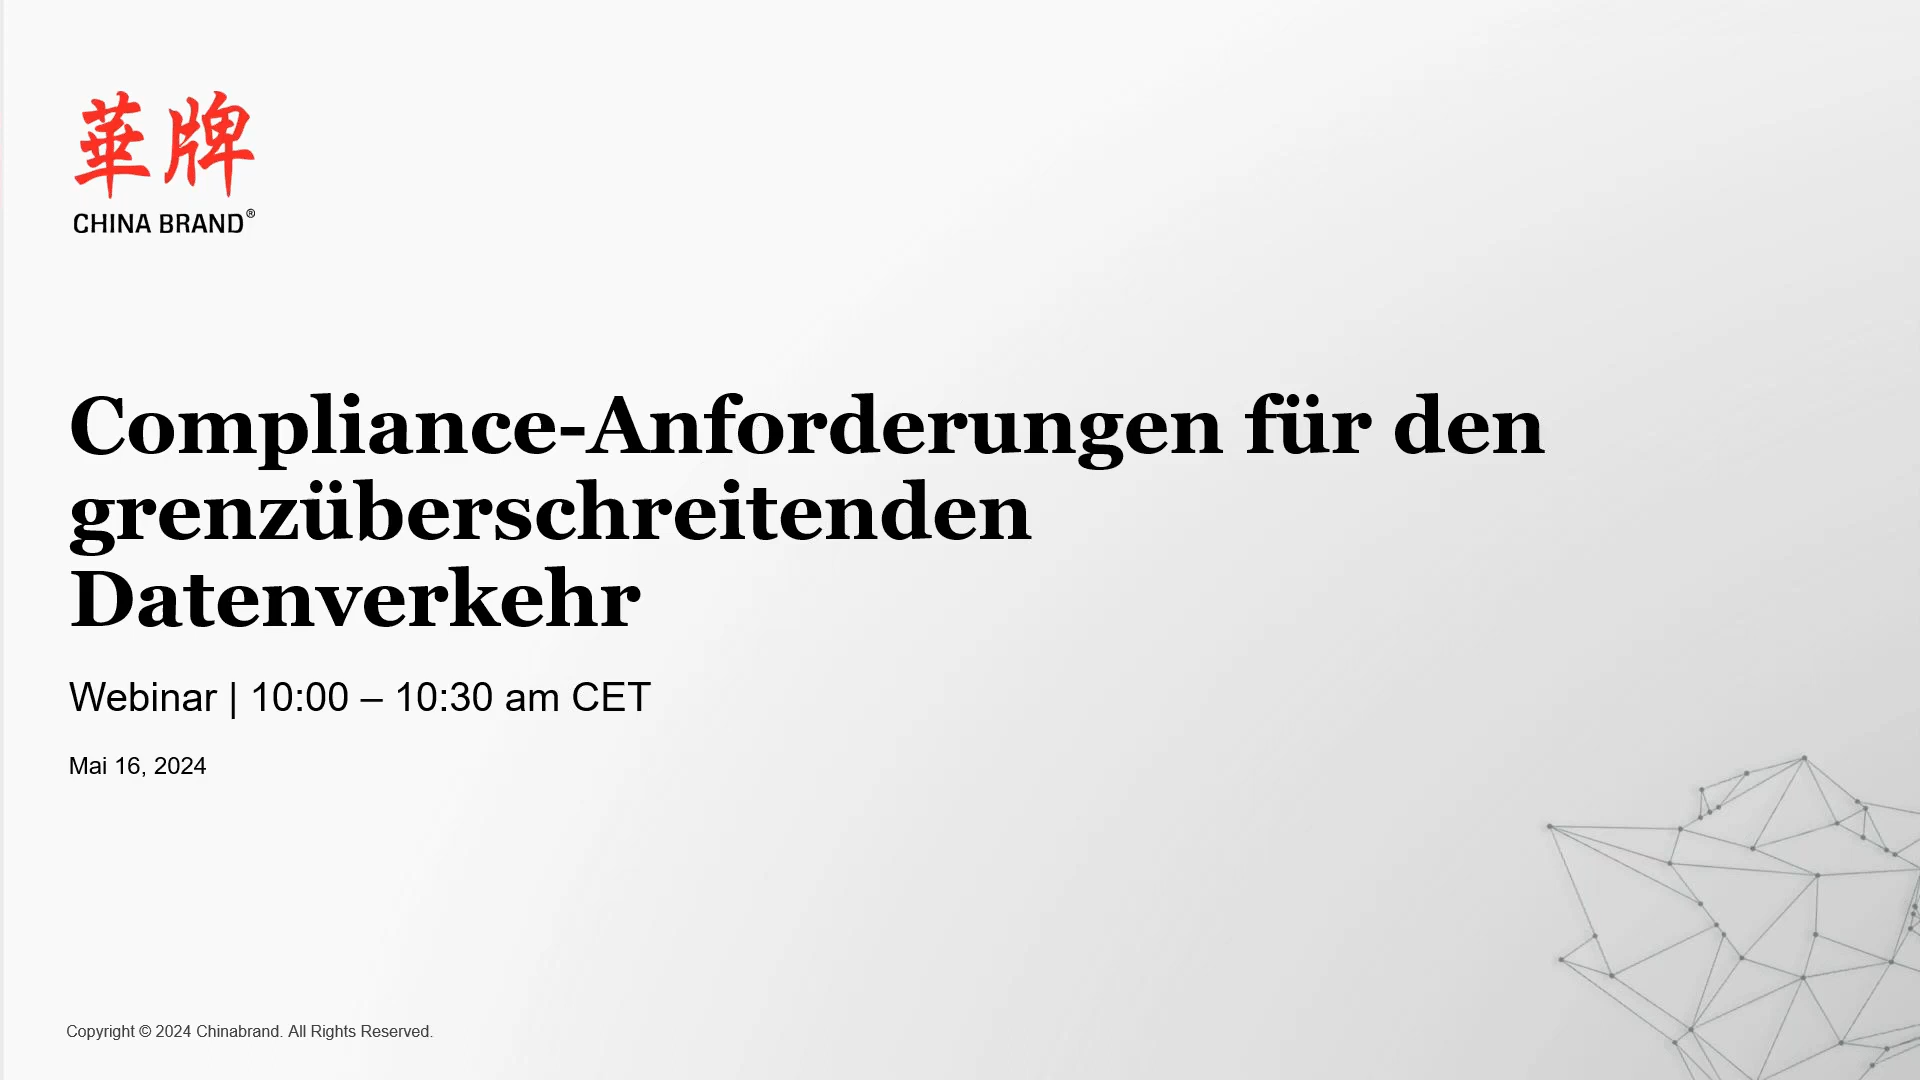 華牌
CHINA BRAND®
Compliance-Anforderungen für den
grenzüberschreitenden
Datenverkehr
Webinar | 10:00 – 10:30 am CET
Mai 16, 2024
Copyright © 2024 Chinabrand. All Rights Reserved.